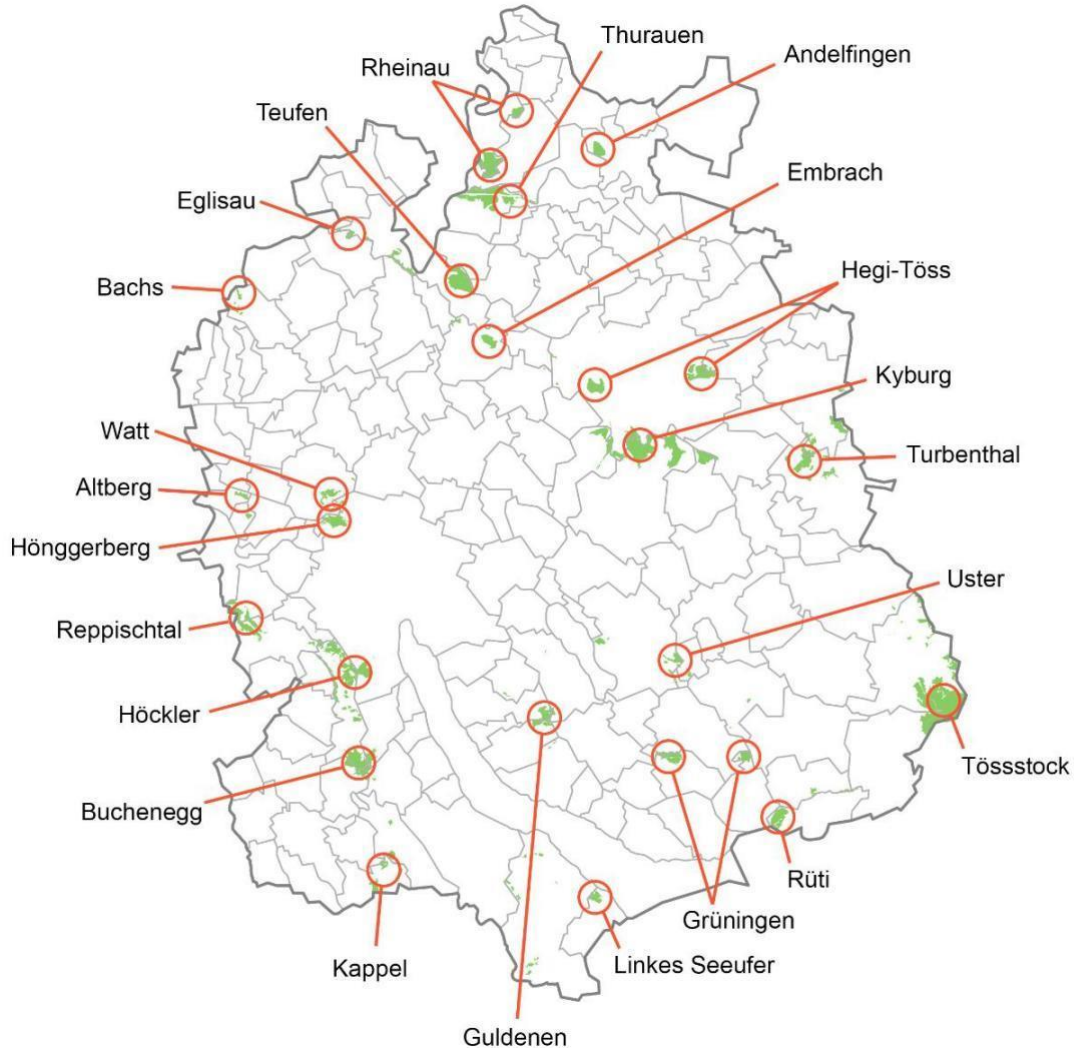 Thurauen
Andelfingen
Rheinau
Teufen
Embrach
Eglisau
Hegi-Töss
Bachs
Kyburg
Watt
Turbenthal
Altberg
Hönggerberg
Uster
Reppischtal
Höckler
Tössstock
Buchenegg
Rüti
Grüningen
Linkes Seeufer
Kappel
Guldenen